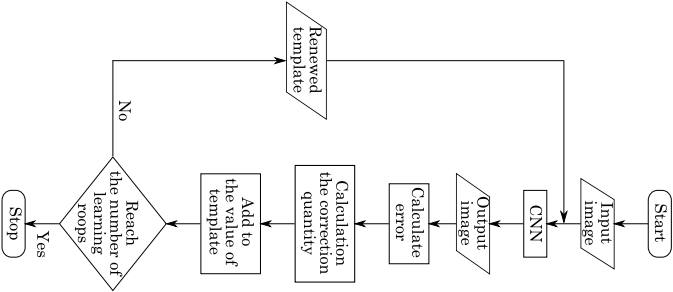 Start
Input
image
CNN
Output
image
Calculate
error
Calculation
the correction
quantity
Add to
the value of
template
Reach
the number of
learning
roops
Yes
Stop
No
Renewed
template